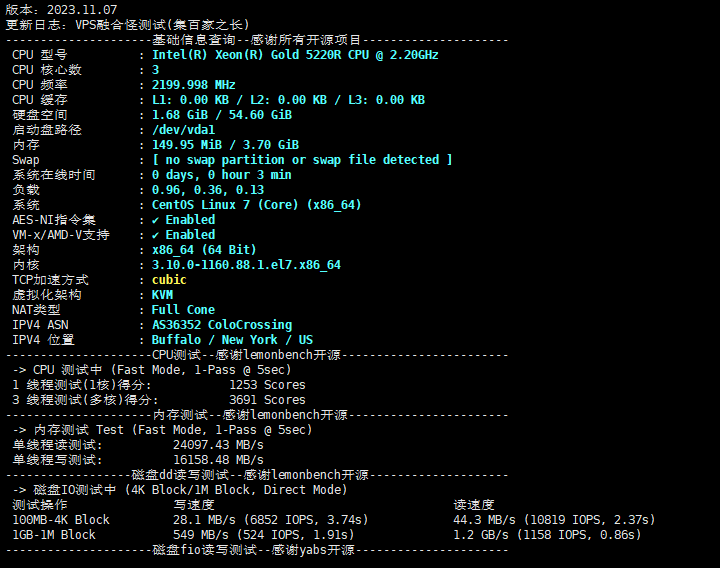 版本: 2023.11.07
更新日志: VPS融合怪测试(集百家之长)
---------------------基础信息查询--感谢所有开源项目---------------------
CPU 型号 : Intel(R) Xeon(R) Gold 5220R CPU @ 2.20GHz
CPU 核心数 : 3
CPU 频率 : 2199.998 MHz
CPU 缓存 : L1: 0.00 KB / L2: 0.00 KB / L3: 0.00 KB
硬盘空间 : 1.68 GiB / 54.60 GiB
启动盘路径 : /dev/vda1
内存 : 149.95 MiB / 3.70 GiB
Swap : [ no swap partition or swap file detected ]
系统在线时间 : 0 days, 0 hour 3 min
负载 : 0.96, 0.36, 0.13
系统 : CentOS Linux 7 (Core) (x86_64)
AES-NI指令集 : ✔ Enabled
VM-x/AMD-V支持 : ✔ Enabled
架构 : x86_64 (64 Bit)
内核 : 3.10.0-1160.88.1.el7.x86_64
TCP加速方式 : cubic
虚拟化架构 : KVM
NAT类型 : Full Cone
IPV4 ASN : AS36352 ColoCrossing
IPV4 位置 : Buffalo / New York / US
---------------------CPU测试--感谢lemonbench开源------------------------
-> CPU 测试中 (Fast Mode, 1-Pass @ 5sec)
1 线程测试(1核)得分: 1253 Scores
3 线程测试(多核)得分: 3691 Scores
---------------------内存测试--感谢lemonbench开源-----------------------
-> 内存测试 Test (Fast Mode, 1-Pass @ 5sec)
单线程读测试: 24097.43 MB/s
单线程写测试: 16158.48 MB/s
------------------磁盘dd读写测试--感谢lemonbench开源--------------------
-> 磁盘IO测试中 (4K Block/1M Block, Direct Mode)
测试操作 写速度 读速度
100MB-4K Block 28.1 MB/s (6852 IOPS, 3.74s) 44.3 MB/s (10819 IOPS, 2.37s)
1GB-1M Block 549 MB/s (524 IOPS, 1.91s) 1.2 GB/s (1158 IOPS, 0.86s)
---------------------磁盘fio读写测试--感谢yabs开源----------------------